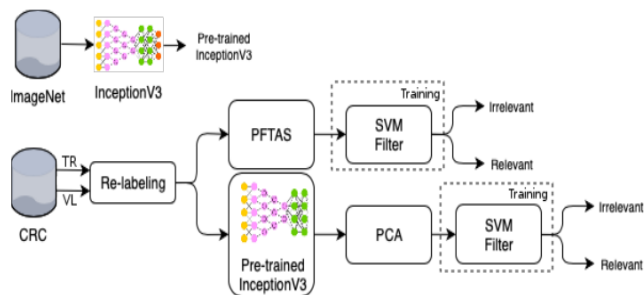 ImageNet
InceptionV3
Pre-trained
InceptionV3
CRC
TR
VL
Re-labeling
PFTAS
Training
SVM
Filter
Irrelevant
Relevant
Pre-trained
InceptionV3
PCA
Training
SVM
Filter
Irrelevant
Relevant